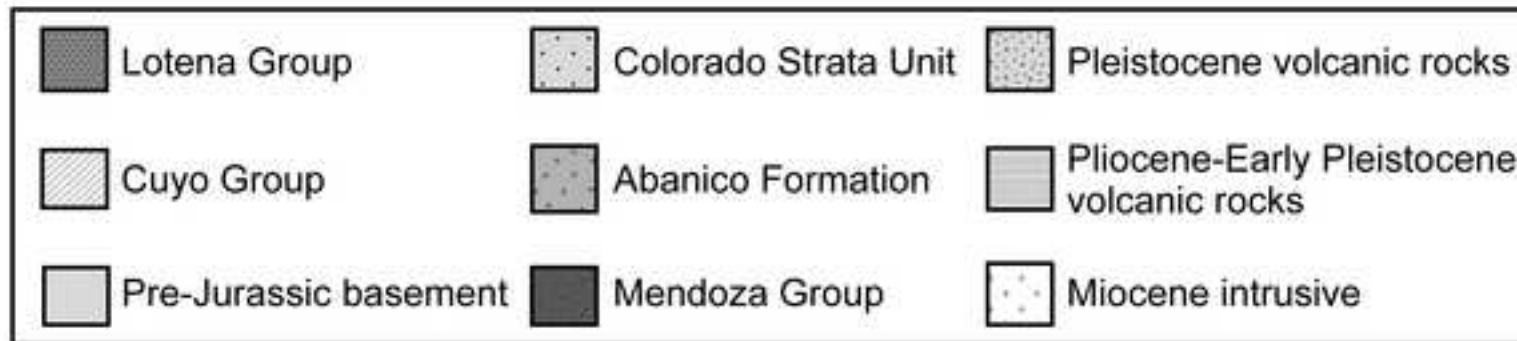 Lotena Group
Colorado Strata Unit
Pleistocene volcanic rocks
Cuyo Group
Abanico Formation
Pliocene-Early Pleistocene
volcanic rocks
Pre-Jurassic basement
Mendoza Group
Miocene intrusive